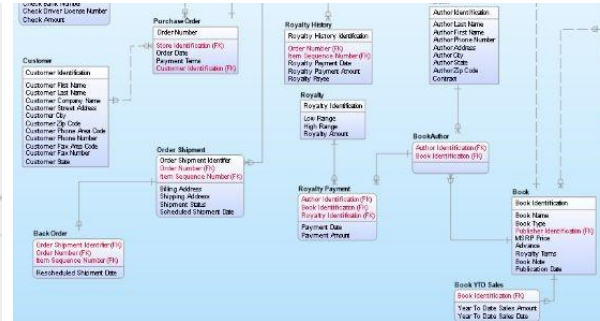 Check Bank Number
Check Driver License Number
Check Amount
PurchaseOrder
Order Number
Store Identification (FK)
Order Date
Payment Terms
Customer Identification (FK)
Customer
Customer Identification
Customer First Name
Customer Last Name
Customer Company Name
Customer Street Address
Customer City
Customer Zip Code
Customer Phone Area Code
Customer Phone Number
Customer Fax Area Code
Customer Fax Number
Customer State
Order Shipment
Order Shipment Identifer
Order Number (FK)
Item Sequence Number(FK)
Billing Address
Shipping Address
Shipment Status
Scheduled Shipment Date
BackOrder
Order Shipment Identifer(FK)
Order Number(FK)
Item Sequence Number(FK)
Rescheduled Shipment Date
Royalty History
Royalty History Identification
Order Number (FK)
Item Sequence Number (FK)
Royalty Payment Date
Royalty Payment Amount
Royalty Payee
Royalty
Royalty Identification
Low Range
High Range
Royalty Amount
Royalty Payment
Author Identification(FK)
Book Identification (FK)
Royalty Identification (FK)
Payment Date
Payment Amount
Author Identification
Author Last Name
Author First Name
Author Phone Number
Author Address
Author City
Author State
Author Zip Code
Contract
BookAuthor
Author Identification(FK)
Book Identification (FK)
Book
Book Identification
Book Name
Book Type
Publisher Identification (FK)
MSRP Price
Advance
Royalty Terms
Book Note
Publication Date
Book YTD Sales
Book Identification (FK)
Year To Date Sales Amount
Year To Date Sales Date